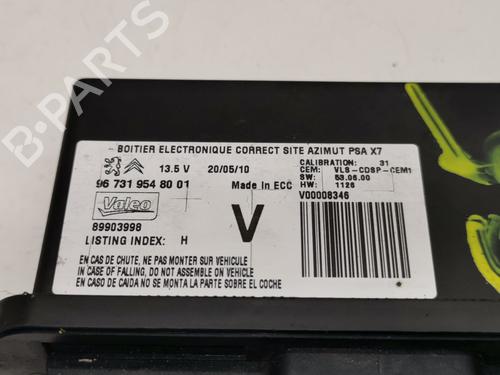 BOITIER ELECTRONIQUE CORRECT SITE AZIMUT PSA X7
13.5 V 20/05/10
CALIBRATION: 31
CEM: VLS-CDSP-CEM1
SW: 53.06.00
HW: 1126
96 731 954 80 01
Made in ECC
V00008346
Valeo
V
89903998
LISTING INDEX: H
EN CAS DE CHUTE, NE PAS MONTER SUR VEHICULE
IN CASE OF FALLING, DO NOT ASSEMBLE ON VEHICLE
EN CASO DE CAIDA NO SE MONTA LA PARTE SOBRE EL COCHE
B-PARTS